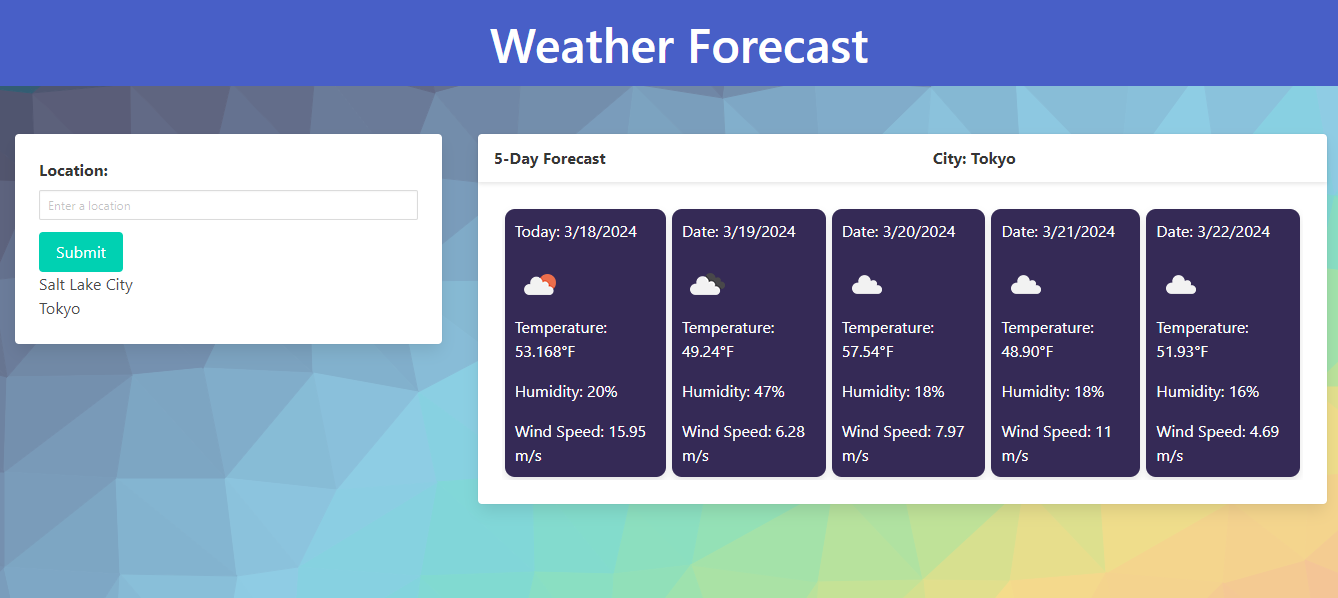 Weather Forecast
Location:
Enter a location
Submit
Salt Lake City
Tokyo
5-Day Forecast
City: Tokyo
Today: 3/18/2024
Temperature:
53.168°F
Humidity: 20%
Wind Speed: 15.95
m/s
Date: 3/19/2024
Temperature:
49.24°F
Humidity: 47%
Wind Speed: 6.28
m/s
Date: 3/20/2024
Temperature:
57.54°F
Humidity: 18%
Wind Speed: 7.97
m/s
Date: 3/21/2024
Temperature:
48.90°F
Humidity: 18%
Wind Speed: 11
m/s
Date: 3/22/2024
Temperature:
51.93°F
Humidity: 16%
Wind Speed: 4.69
m/s